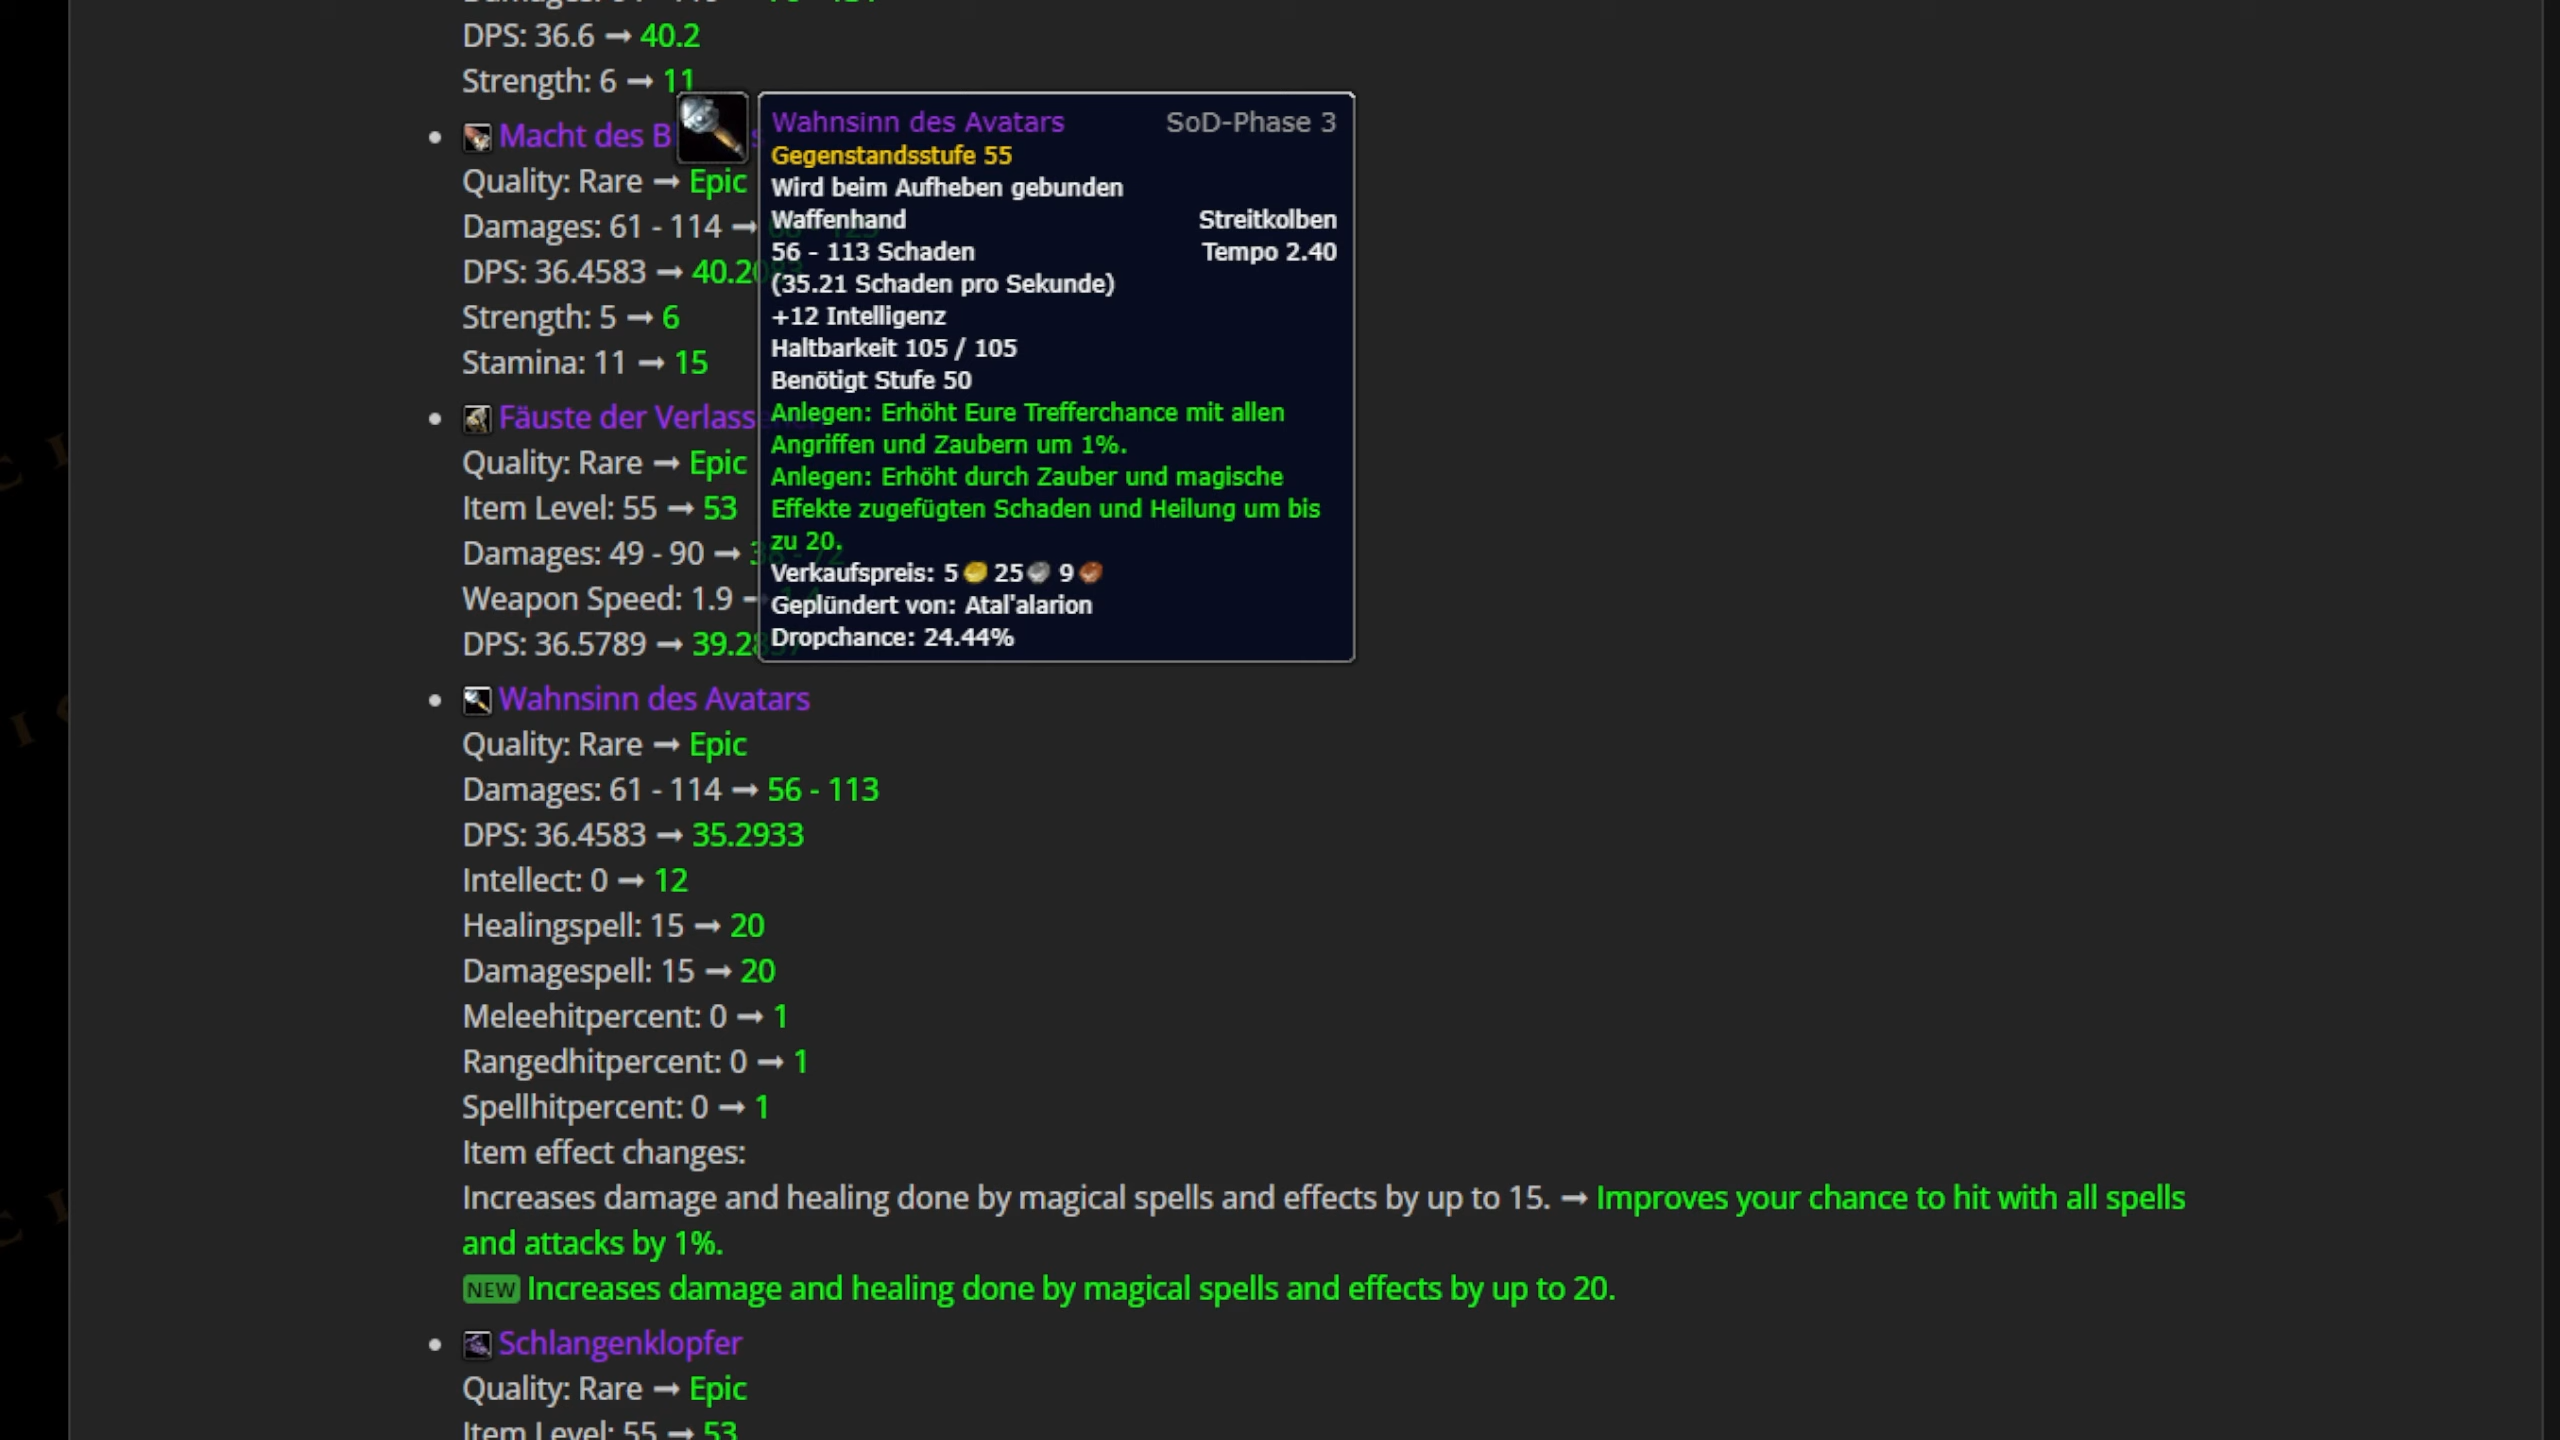 DPS: 36.6 → 40.2
Strength: 6 → 11
Macht des B
Quality: Rare → Epic
Damages: 61 - 114 →
DPS: 36.4583 → 40.20
Strength: 5 → 6
Stamina: 11 → 15
Fäuste der Verlass
Quality: Rare → Epic
Item Level: 55 → 53
Damages: 49 - 90 →
Weapon Speed: 1.9 →
DPS: 36.5789 → 39.28
Wahnsinn des Avatars SoD-Phase 3
Gegenstandsstufe 55
Wird beim Aufheben gebunden
Waffenhand Streitkolben
56 - 113 Schaden Tempo 2.40
(35.21 Schaden pro Sekunde)
+12 Intelligenz
Haltbarkeit 105 / 105
Benötigt Stufe 50
Anlegen: Erhöht Eure Trefferchance mit allen
Angriffen und Zaubern um 1%.
Anlegen: Erhöht durch Zauber und magische
Effekte zugefügten Schaden und Heilung um bis
zu 20.
Verkaufspreis: 5 25 9
Geplündert von: Atal'alarion
Dropchance: 24.44%
Wahnsinn des Avatars
Quality: Rare → Epic
Damages: 61 - 114 → 56 - 113
DPS: 36.4583 → 35.2933
Intellect: 0 → 12
Healingspell: 15 → 20
Damagespell: 15 → 20
Meleehitpercent: 0 → 1
Rangedhitpercent: 0 → 1
Spellhitpercent: 0 → 1
Item effect changes:
Increases damage and healing done by magical spells and effects by up to 15. → Improves your chance to hit with all spells
and attacks by 1%.
NEW Increases damage and healing done by magical spells and effects by up to 20.
Schlangenklopfer
Quality: Rare → Epic
Item Level: 55 → 53